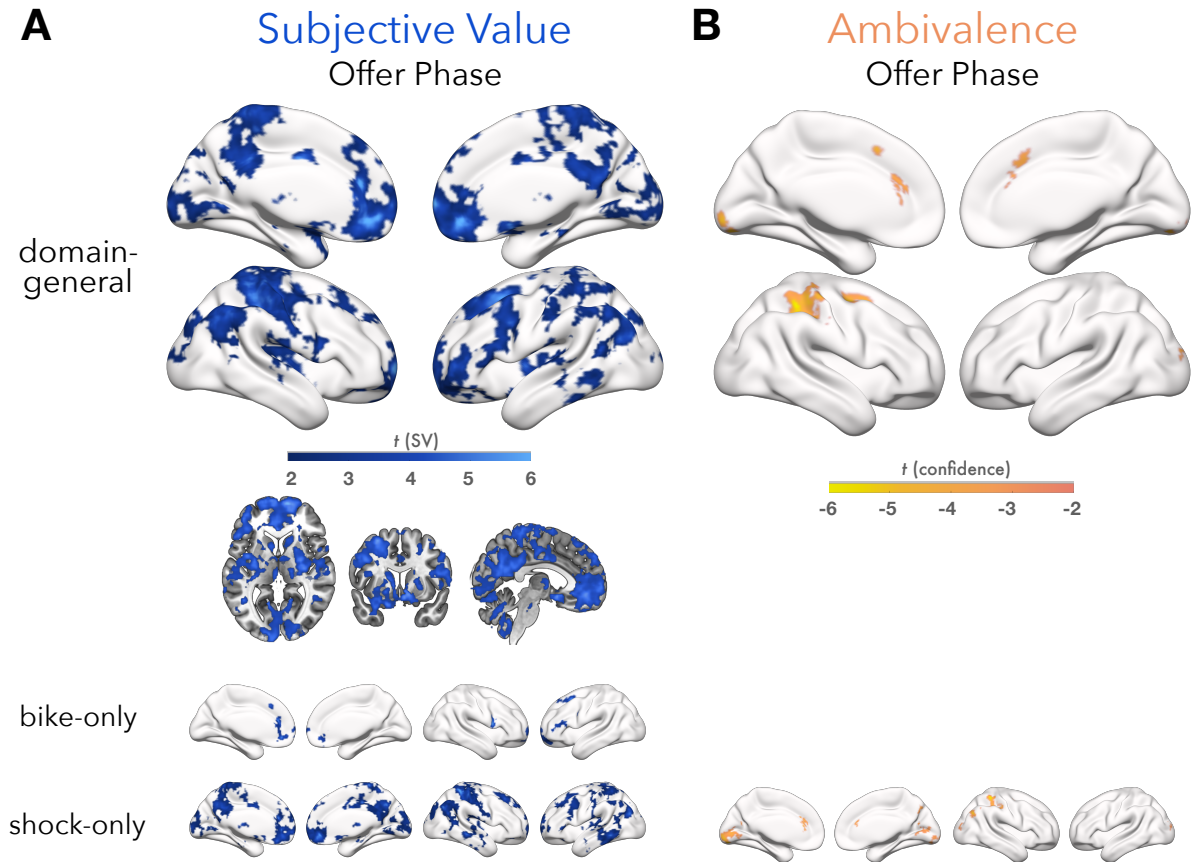 A
Subjective Value
Offer Phase
B
Ambivalence
Offer Phase
domain-
general
t (SV)
2 3 4 5 6
t (confidence)
-6 -5 -4 -3 -2
bike-only
shock-only